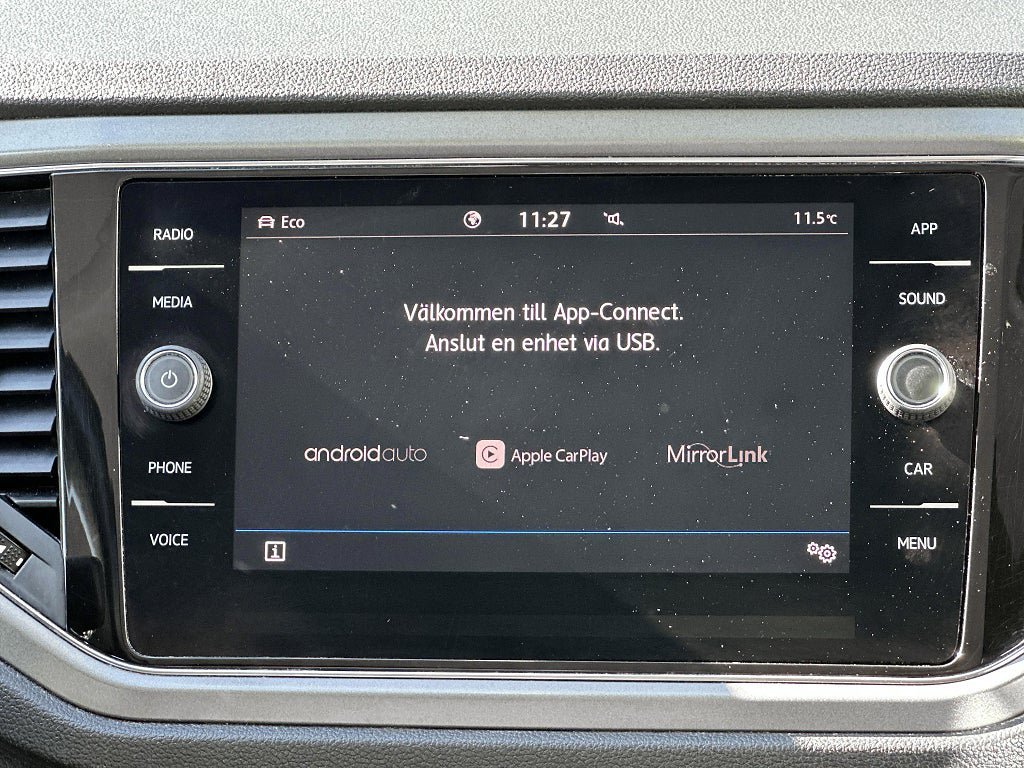 RADIO
MEDIA
PHONE
VOICE
Eco
11:27
11.5°C
Välkommen till App-Connect.
Anslut en enhet via USB.
androidauto
Apple CarPlay
MirrorLink
i
APP
SOUND
CAR
MENU